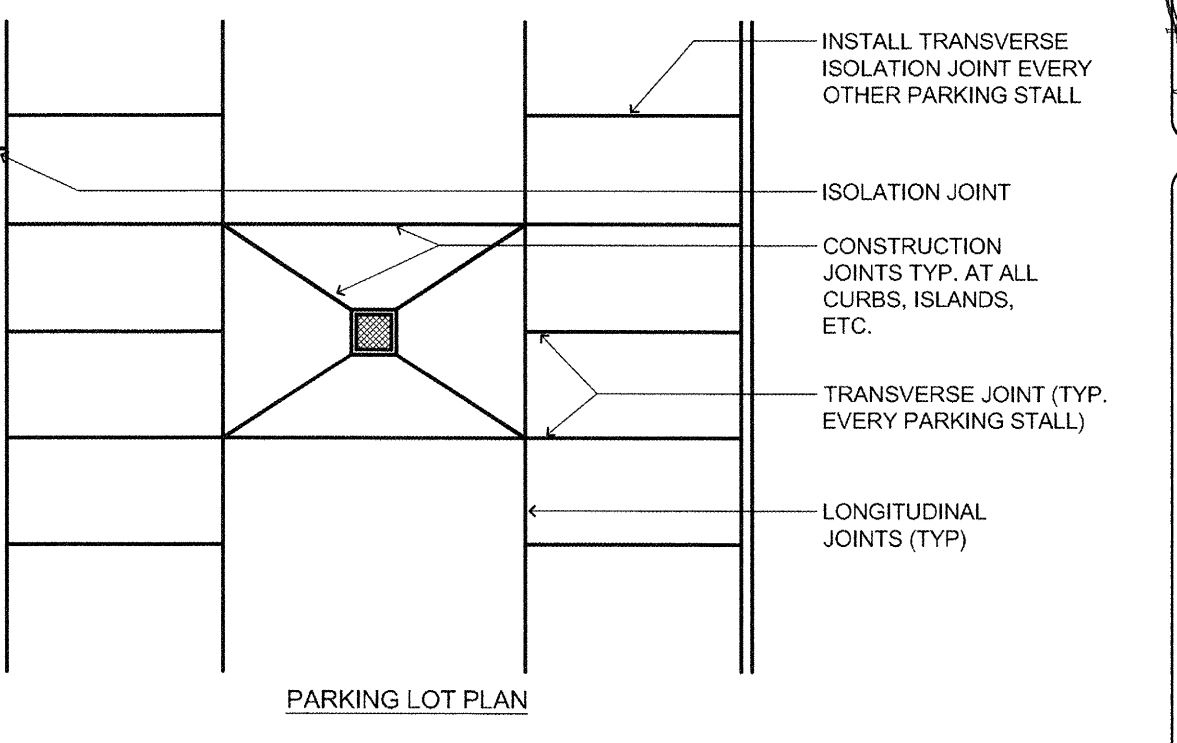 INSTALL TRANSVERSE
ISOLATION JOINT EVERY
OTHER PARKING STALL
ISOLATION JOINT
CONSTRUCTION
JOINTS TYP. AT ALL
CURBS, ISLANDS,
ETC.
TRANSVERSE JOINT (TYP.
EVERY PARKING STALL)
LONGITUDINAL
JOINTS (TYP)
PARKING LOT PLAN